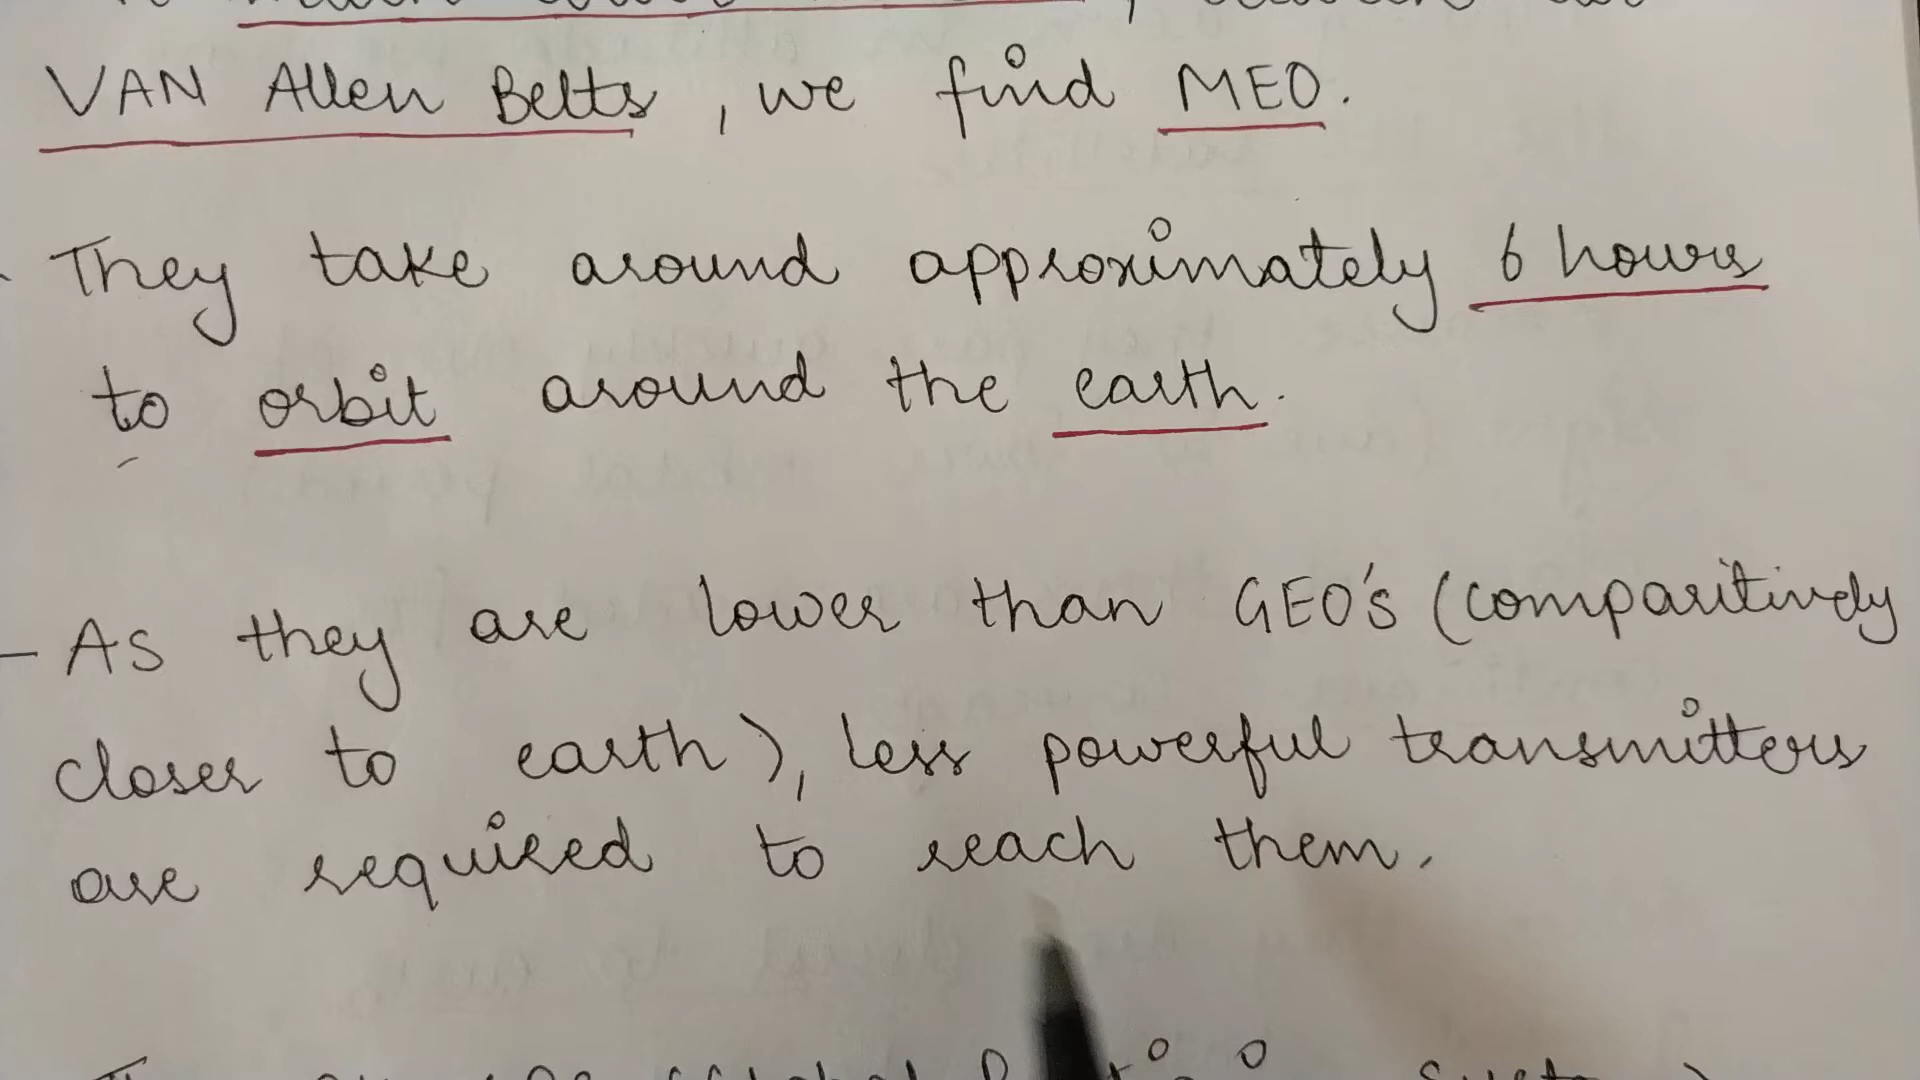 VAN Allen Belts, we find MEO.
They take around approximately 6 hours
to orbit around the earth.
- As they are lower than GEO's (comparitively
closer to earth), less powerful transmitters
are required to reach them.